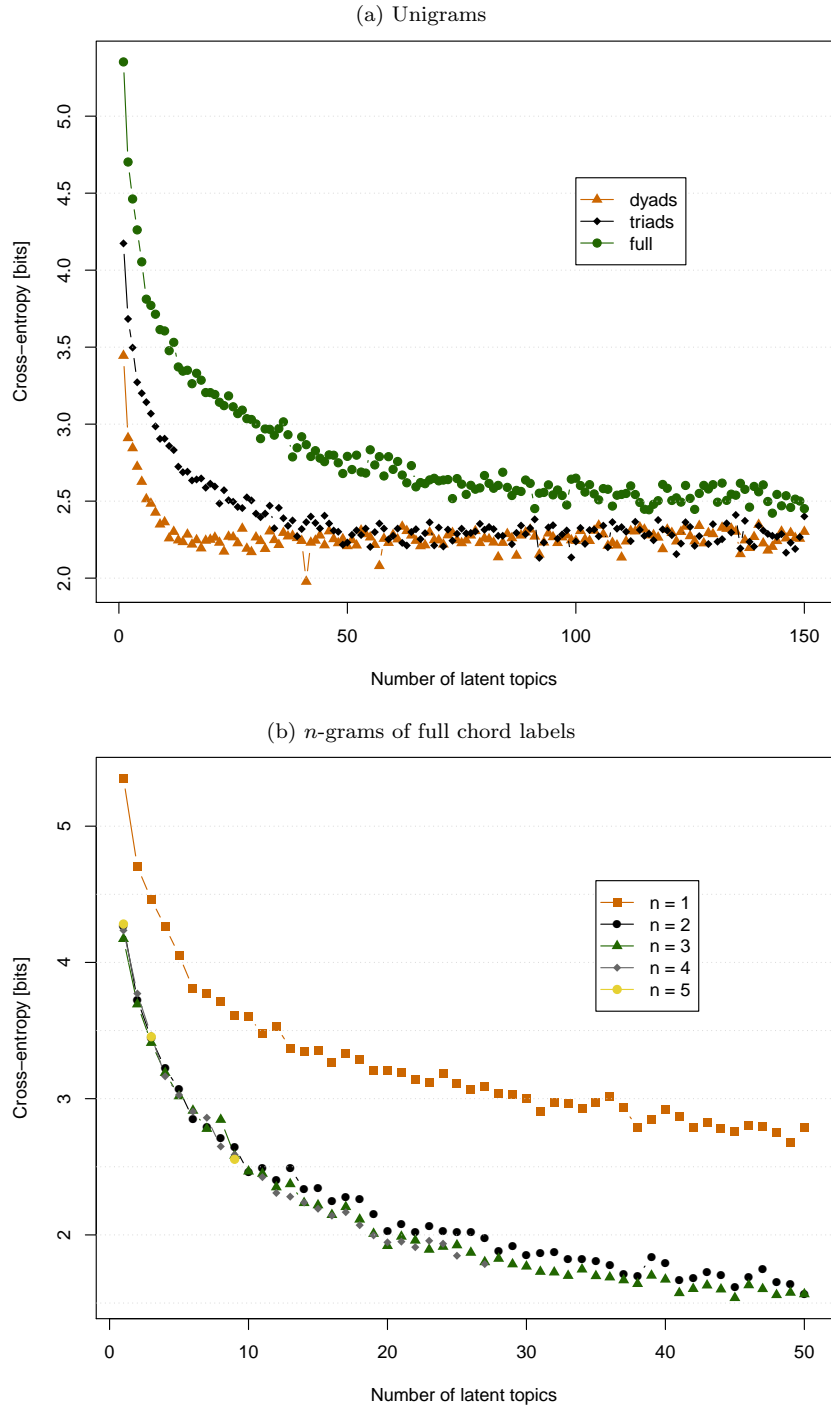 (a) Unigrams
5.0
4.5
4.0
3.5
3.0
2.5
2.0
Cross−entropy [bits]
dyads
triads
full
0 50 100 150
Number of latent topics
(b) n-grams of full chord labels
5
4
3
2
Cross−entropy [bits]
n = 1
n = 2
n = 3
n = 4
n = 5
0 10 20 30 40 50
Number of latent topics